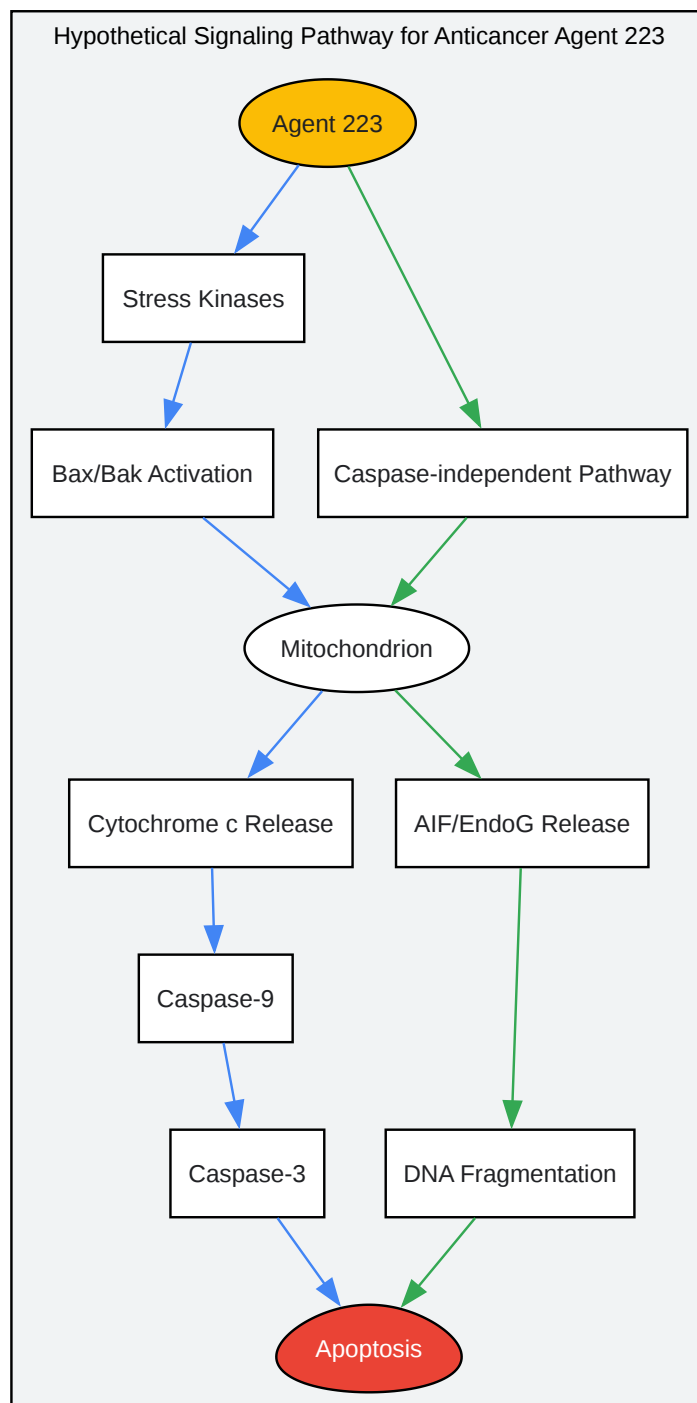 Hypothetical Signaling Pathway for Anticancer Agent 223
Agent 223
Stress Kinases
Bax/Bak Activation
Caspase-independent Pathway
Mitochondrion
Cytochrome c Release
AIF/EndoG Release
Caspase-9
Caspase-3
DNA Fragmentation
Apoptosis